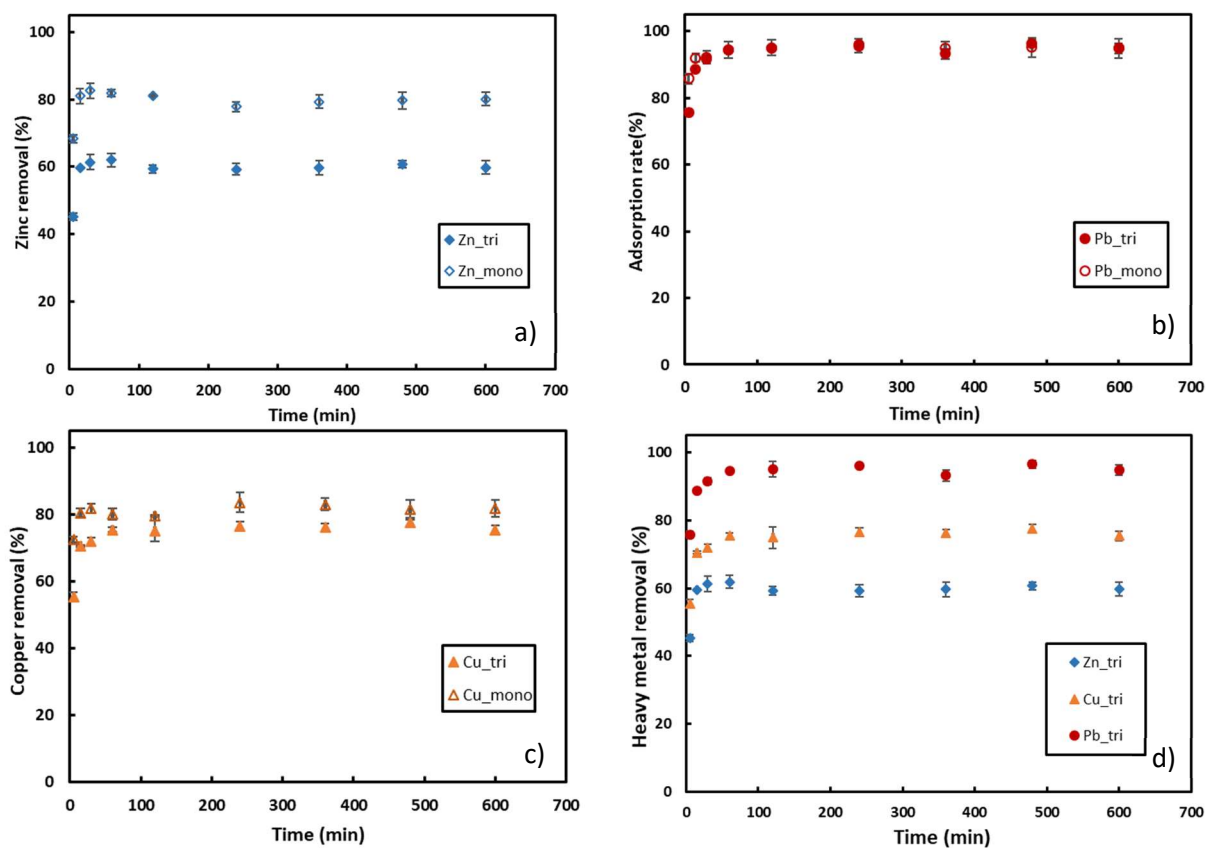 100
80
60
40
20
0
Zinc removal (%)
Zn_tri
Zn_mono
a)
0 100 200 300 400 500 600 700
Time (min)
100
80
60
40
20
0
Adsorption rate(%)
Pb_tri
Pb_mono
b)
0 100 200 300 400 500 600 700
Time (min)
100
80
60
40
20
0
Copper removal (%)
Cu_tri
Cu_mono
c)
0 100 200 300 400 500 600 700
Time (min)
100
80
60
40
20
0
Heavy metal removal (%)
Zn_tri
Cu_tri
Pb_tri
d)
0 100 200 300 400 500 600 700
Time (min)